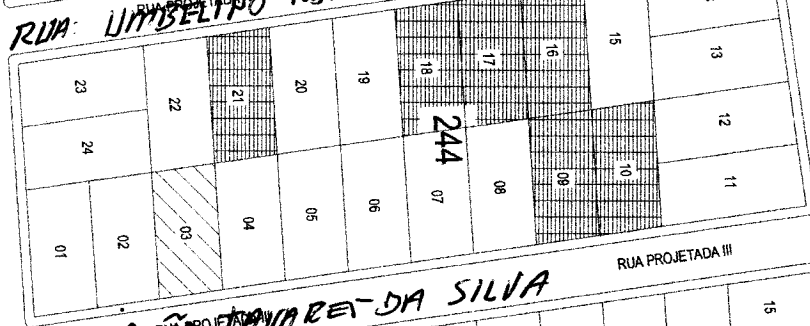 RUA: UMBELINO
23 22 21 20 19 18 17 16 15 13
24 244 12
01 02 03 04 05 06 07 08 09 10 11
RUA PROJETADA III
TAVARES DA SILVA
15